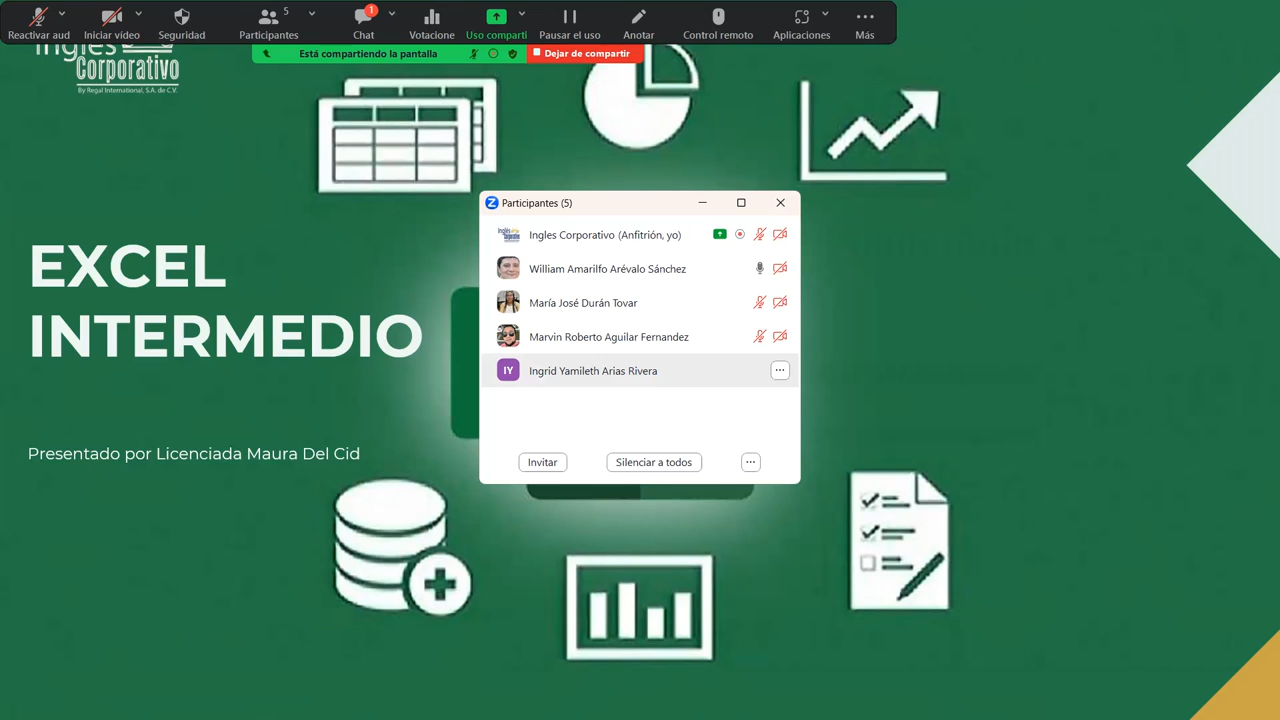 Reactivar aud
Iniciar vídeo
Seguridad
5
Participantes
1
Chat
Votacione
Uso comparti
Pausar el uso
Anotar
Control remoto
Aplicaciones
Más
Está compartiendo la pantalla
Dejar de compartir
Ingles
Corporativo
By Regal International, S.A. de C.V.
Participantes (5)
Ingles Corporativo (Anfitrión, yo)
William Amarilfo Arévalo Sánchez
María José Durán Tovar
Marvin Roberto Aguilar Fernandez
IY
Ingrid Yamileth Arias Rivera
Invitar
Silenciar a todos
EXCEL
INTERMEDIO
Presentado por Licenciada Maura Del Cid